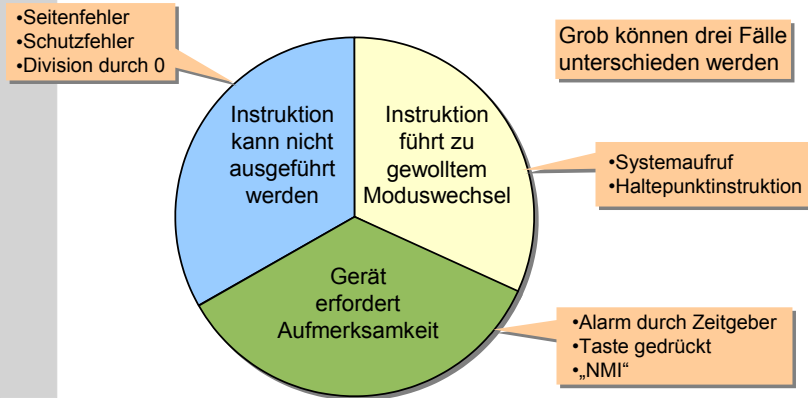 •Seitenfehler
•Schutzfehler
•Division durch 0
Grob können drei Fälle
unterschieden werden
Instruktion
kann nicht
ausgeführt
werden
Instruktion
führt zu
gewolltem
Moduswechsel
•Systemaufruf
•Haltepunktinstruktion
Gerät
erfordert
Aufmerksamkeit
•Alarm durch Zeitgeber
•Taste gedrückt
•„NMI“